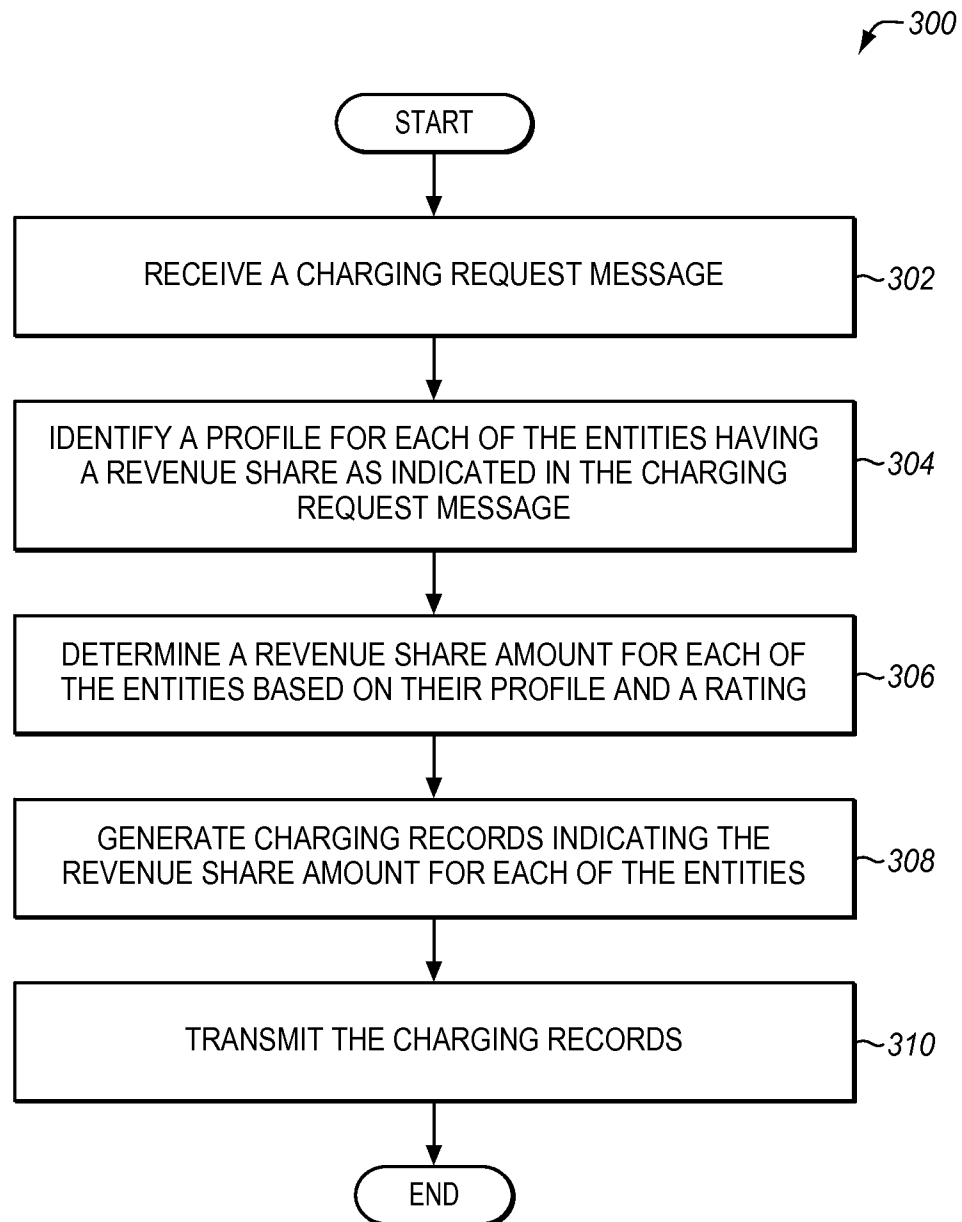 300
START
RECEIVE A CHARGING REQUEST MESSAGE
302
IDENTIFY A PROFILE FOR EACH OF THE ENTITIES HAVING
A REVENUE SHARE AS INDICATED IN THE CHARGING
REQUEST MESSAGE
304
DETERMINE A REVENUE SHARE AMOUNT FOR EACH OF
THE ENTITIES BASED ON THEIR PROFILE AND A RATING
306
GENERATE CHARGING RECORDS INDICATING THE
REVENUE SHARE AMOUNT FOR EACH OF THE ENTITIES
308
TRANSMIT THE CHARGING RECORDS
310
END